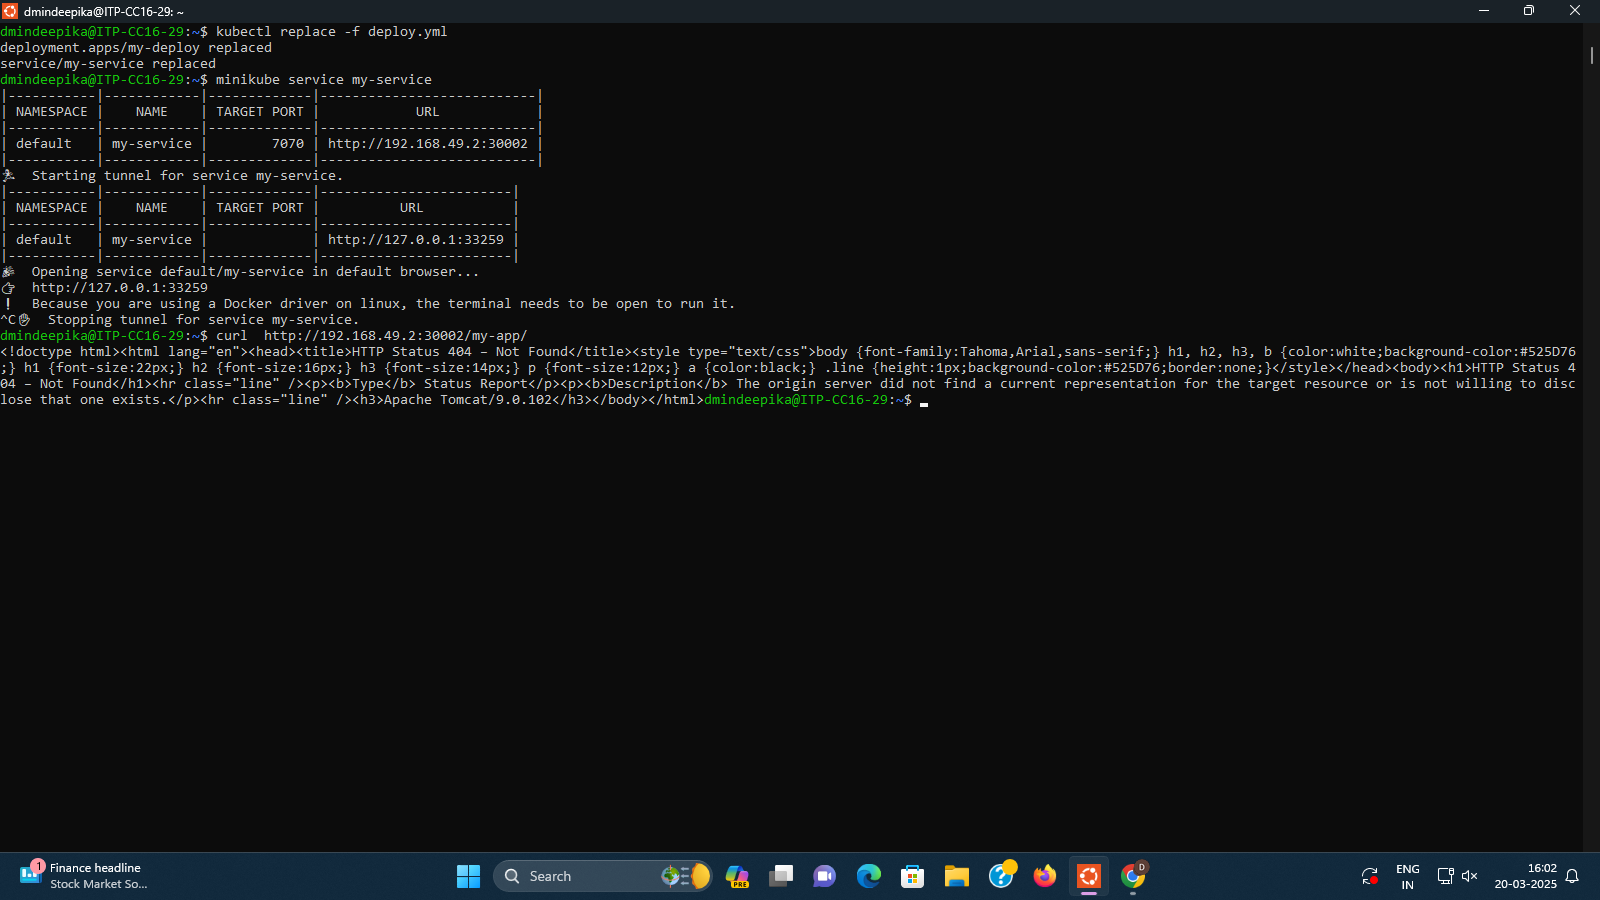 dmindeepika@ITP-CC16-29: ~
dmindeepika@ITP-CC16-29:~$ kubectl replace -f deploy.yml
deployment.apps/my-deploy replaced
service/my-service replaced
dmindeepika@ITP-CC16-29:~$ minikube service my-service
|-----------|------------|-------------|---------------------------|
| NAMESPACE |    NAME    | TARGET PORT |            URL            |
|-----------|------------|-------------|---------------------------|
| default   | my-service |        7070 | http://192.168.49.2:30002 |
|-----------|------------|-------------|---------------------------|
Starting tunnel for service my-service.
|-----------|------------|-------------|------------------------|
| NAMESPACE |    NAME    | TARGET PORT |          URL           |
|-----------|------------|-------------|------------------------|
| default   | my-service |             | http://127.0.0.1:33259 |
|-----------|------------|-------------|------------------------|
Opening service default/my-service in default browser...
http://127.0.0.1:33259
! Because you are using a Docker driver on linux, the terminal needs to be open to run it.
^C Stopping tunnel for service my-service.
dmindeepika@ITP-CC16-29:~$ curl  http://192.168.49.2:30002/my-app/
<!doctype html><html lang="en"><head><title>HTTP Status 404 – Not Found</title><style type="text/css">body {font-family:Tahoma,Arial,sans-serif;} h1, h2, h3, b {color:white;background-color:#525D76
;} h1 {font-size:22px;} h2 {font-size:16px;} h3 {font-size:14px;} p {font-size:12px;} a {color:black;} .line {height:1px;background-color:#525D76;border:none;}</style></head><body><h1>HTTP Status 4
04 – Not Found</h1><hr class="line" /><p><b>Type</b> Status Report</p><p><b>Description</b> The origin server did not find a current representation for the target resource or is not willing to disc
lose that one exists.</p><hr class="line" /><h3>Apache Tomcat/9.0.102</h3></body></html>dmindeepika@ITP-CC16-29:~$
1
Finance headline
Stock Market So...
Search
PRE
D
ENG
IN
16:02
20-03-2025